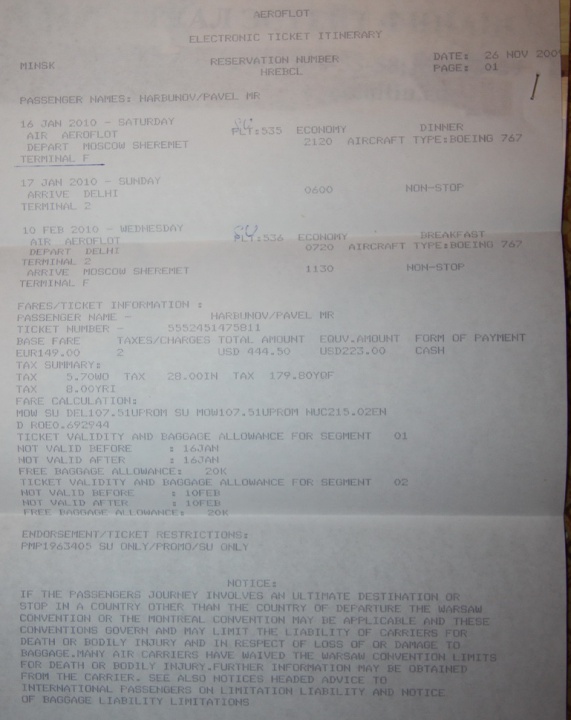 AEROFLOT
ELECTRONIC TICKET ITINERARY
MINSK RESERVATION NUMBER DATE: 26 NOV 2009
HREBCL PAGE: 01
PASSENGER NAMES: HARBUNOV/PAVEL MR
16 JAN 2010 - SATURDAY FLT:535 ECONOMY DINNER
AIR AEROFLOT
DEPART MOSCOW SHEREMET 2120 AIRCRAFT TYPE:BOEING 767
TERMINAL F
17 JAN 2010 - SUNDAY
ARRIVE DELHI 0600 NON-STOP
TERMINAL 2
10 FEB 2010 - WEDNESDAY FLT:536 ECONOMY BREAKFAST
AIR AEROFLOT
DEPART DELHI 0720 AIRCRAFT TYPE:BOEING 767
TERMINAL 2
ARRIVE MOSCOW SHEREMET 1130 NON-STOP
TERMINAL F
FARES/TICKET INFORMATION :
PASSENGER NAME - HARBUNOV/PAVEL MR
TICKET NUMBER - 5552451475811
BASE FARE TAXES/CHARGES TOTAL AMOUNT EQUV.AMOUNT FORM OF PAYMENT
EUR149.00 2 USD 444.50 USD223.00 CASH
TAX SUMMARY:
TAX 5.70WO TAX 28.00IN TAX 179.80YQF
TAX 8.00YRI
FARE CALCULATION:
MOW SU DEL107.51UPROM SU MOW107.51UPROM NUC215.02EN
D ROE0.692944
TICKET VALIDITY AND BAGGAGE ALLOWANCE FOR SEGMENT 01
NOT VALID BEFORE : 16JAN
NOT VALID AFTER : 16JAN
FREE BAGGAGE ALLOWANCE: 20K
TICKET VALIDITY AND BAGGAGE ALLOWANCE FOR SEGMENT 02
NOT VALID BEFORE : 10FEB
NOT VALID AFTER : 10FEB
FREE BAGGAGE ALLOWANCE: 20K
ENDORSEMENT/TICKET RESTRICTIONS:
PMP1963405 SU ONLY/PROMO/SU ONLY
NOTICE:
IF THE PASSENGERS JOURNEY INVOLVES AN ULTIMATE DESTINATION OR
STOP IN A COUNTRY OTHER THAN THE COUNTRY OF DEPARTURE THE WARSAW
CONVENTION OR THE MONTREAL CONVENTION MAY BE APPLICABLE AND THESE
CONVENTIONS GOVERN AND MAY LIMIT THE LIABILITY OF CARRIERS FOR
DEATH OR BODILY INJURY AND IN RESPECT OF LOSS OF OR DAMAGE TO
BAGGAGE.MANY AIR CARRIERS HAVE WAIVED THE WARSAW CONVENTION LIMITS
FOR DEATH OR BODILY INJURY.FURTHER INFORMATION MAY BE OBTAINED
FROM THE CARRIER. SEE ALSO NOTICES HEADED ADVICE TO
INTERNATIONAL PASSENGERS ON LIMITATION LIABILITY AND NOTICE
OF BAGGAGE LIABILITY LIMITATIONS